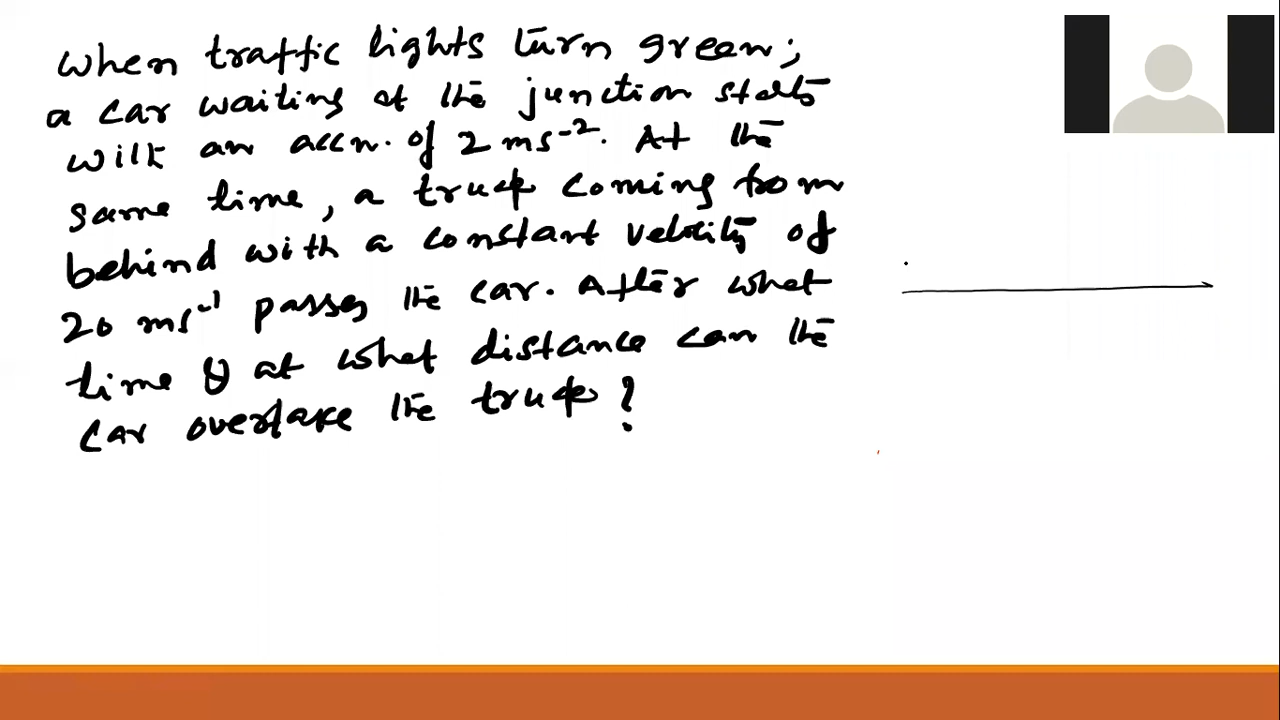 When traffic lights turn green;
a car waiting at the junction starts
with an accn. of 2 ms⁻². At the
same time, a truck coming from
behind with a constant velocity of
20 ms⁻¹ passes the car. After what
time & at what distance can the
car overtake the truck?